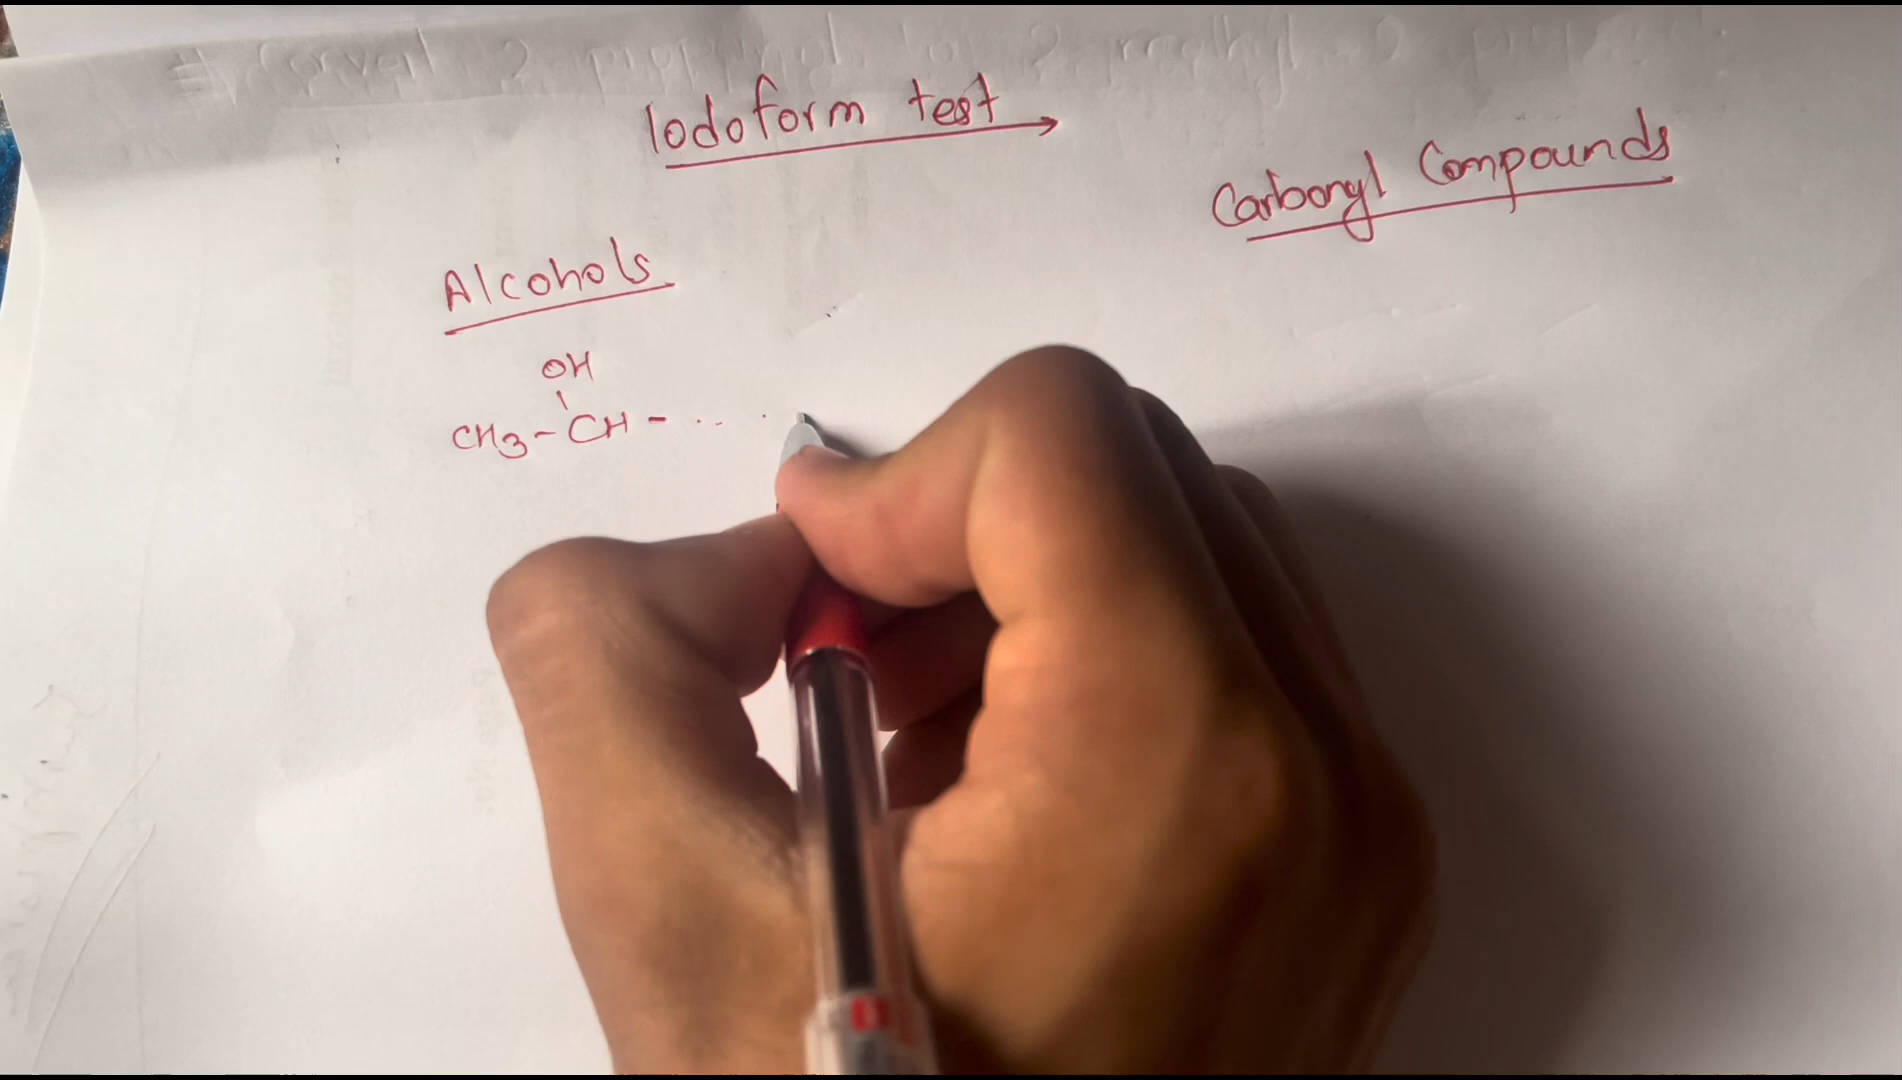 Iodoform test
Carbonyl Compounds
Alcohols
OH
CH3-CH- ...